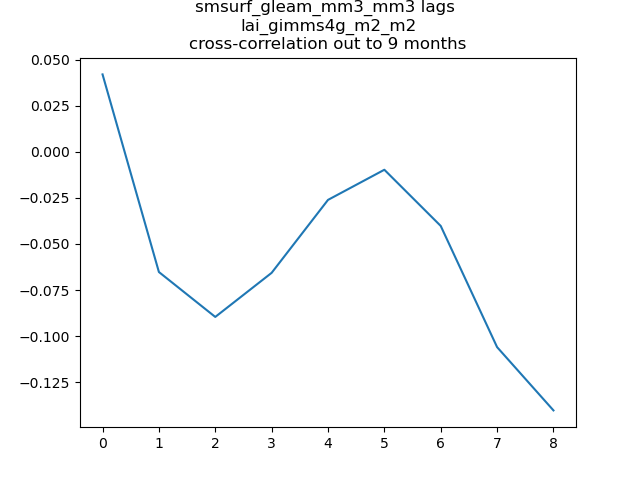 smsurf_gleam_mm3_mm3 lags
lai_gimms4g_m2_m2
cross-correlation out to 9 months
0.050
0.025
0.000
−0.025
−0.050
−0.075
−0.100
−0.125
0 1 2 3 4 5 6 7 8